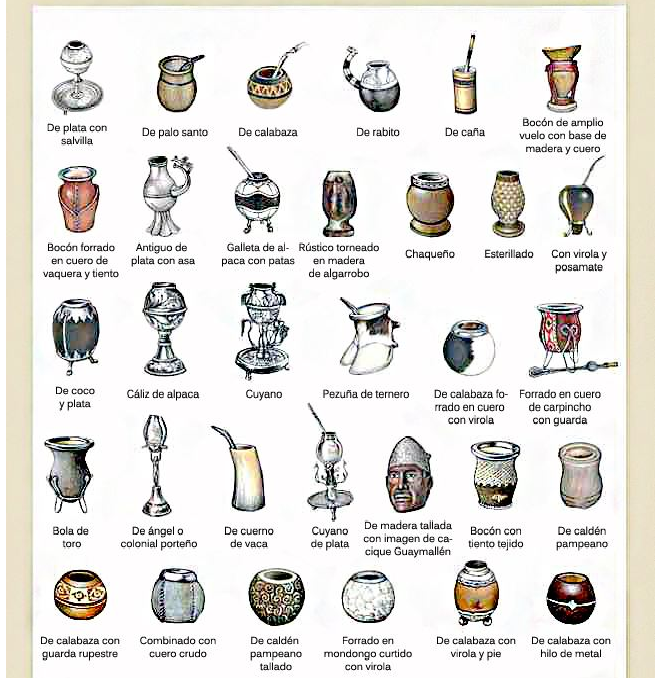 De plata con
salvilla
De palo santo
De calabaza
De rabito
De caña
Bocón de amplio
vuelo con base de
madera y cuero
Bocón forrado
en cuero de
vaquera y tiento
Antiguo de
plata con asa
Galleta de al-
paca con patas
Rústico torneado
en madera
de algarrobo
Chaqueño
Esterillado
Con virola y
posamate
De coco
y plata
Cáliz de alpaca
Cuyano
Pezuña de ternero
De calabaza fo-
rrado en cuero
con virola
Forrado en cuero
de carpincho
con guarda
Bola de
toro
De ángel o
colonial porteño
De cuerno
de vaca
Cuyano
de plata
De madera tallada
con imagen de ca-
cique Guaymallén
Bocón con
tiento tejido
De caldén
pampeano
De calabaza con
guarda rupestre
Combinado con
cuero crudo
De caldén
pampeano
tallado
Forrado en
mondongo curtido
con virola
De calabaza con
virola y pie
De calabaza con
hilo de metal